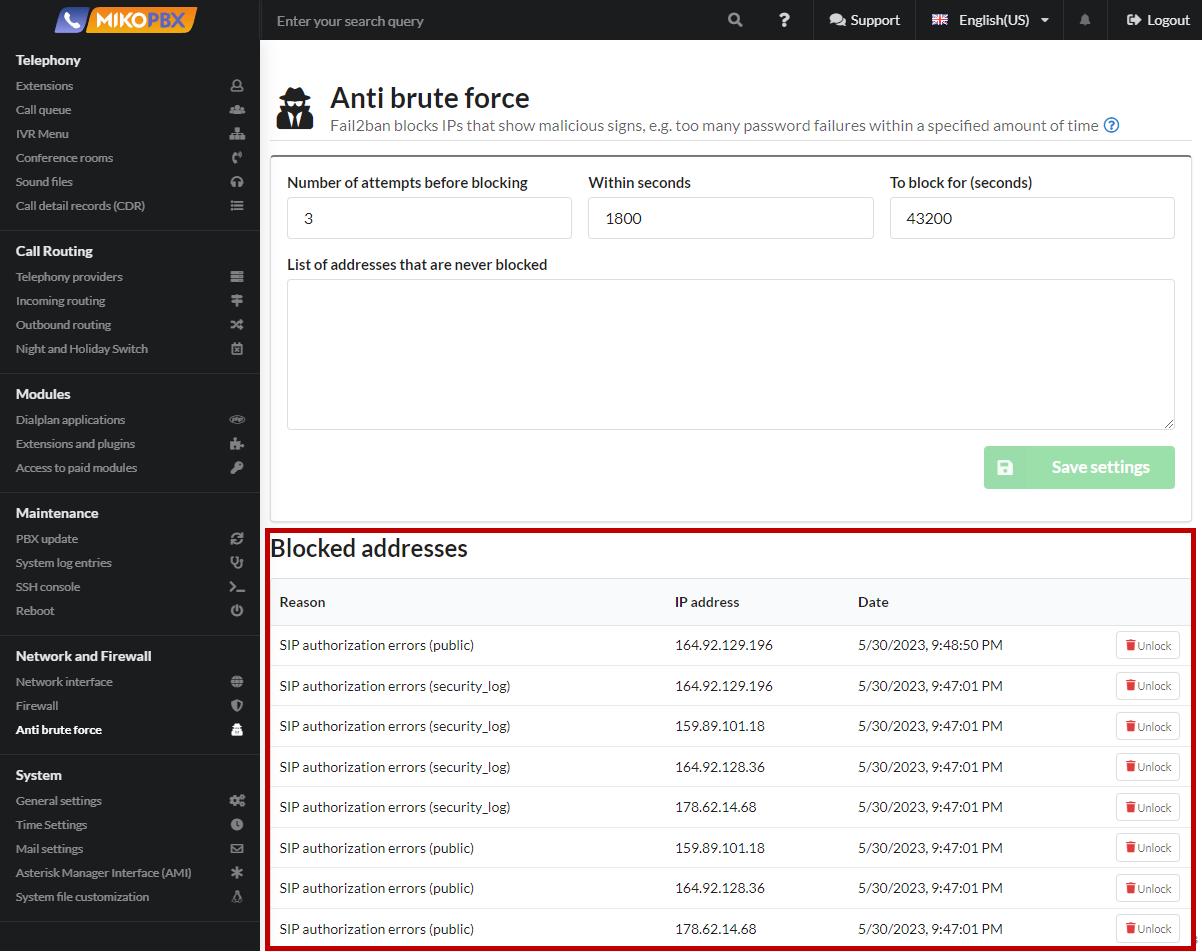 MIKOPBX
Enter your search query
?
Support
English(US)
Logout
Telephony
Extensions
Call queue
IVR Menu
Conference rooms
Sound files
Call detail records (CDR)
Call Routing
Telephony providers
Incoming routing
Outbound routing
Night and Holiday Switch
Modules
Dialplan applications
Extensions and plugins
Access to paid modules
Maintenance
PBX update
System log entries
SSH console
Reboot
Network and Firewall
Network interface
Firewall
Anti brute force
System
General settings
Time Settings
Mail settings
Asterisk Manager Interface (AMI)
System file customization
Anti brute force
Fail2ban blocks IPs that show malicious signs, e.g. too many password failures within a specified amount of time ?
Number of attempts before blocking Within seconds To block for (seconds)
3 1800 43200
List of addresses that are never blocked
Save settings
Blocked addresses
Reason IP address Date
SIP authorization errors (public) 164.92.129.196 5/30/2023, 9:48:50 PM Unlock
SIP authorization errors (security_log) 164.92.129.196 5/30/2023, 9:47:01 PM Unlock
SIP authorization errors (security_log) 159.89.101.18 5/30/2023, 9:47:01 PM Unlock
SIP authorization errors (security_log) 164.92.128.36 5/30/2023, 9:47:01 PM Unlock
SIP authorization errors (security_log) 178.62.14.68 5/30/2023, 9:47:01 PM Unlock
SIP authorization errors (public) 159.89.101.18 5/30/2023, 9:47:01 PM Unlock
SIP authorization errors (public) 164.92.128.36 5/30/2023, 9:47:01 PM Unlock
SIP authorization errors (public) 178.62.14.68 5/30/2023, 9:47:01 PM Unlock